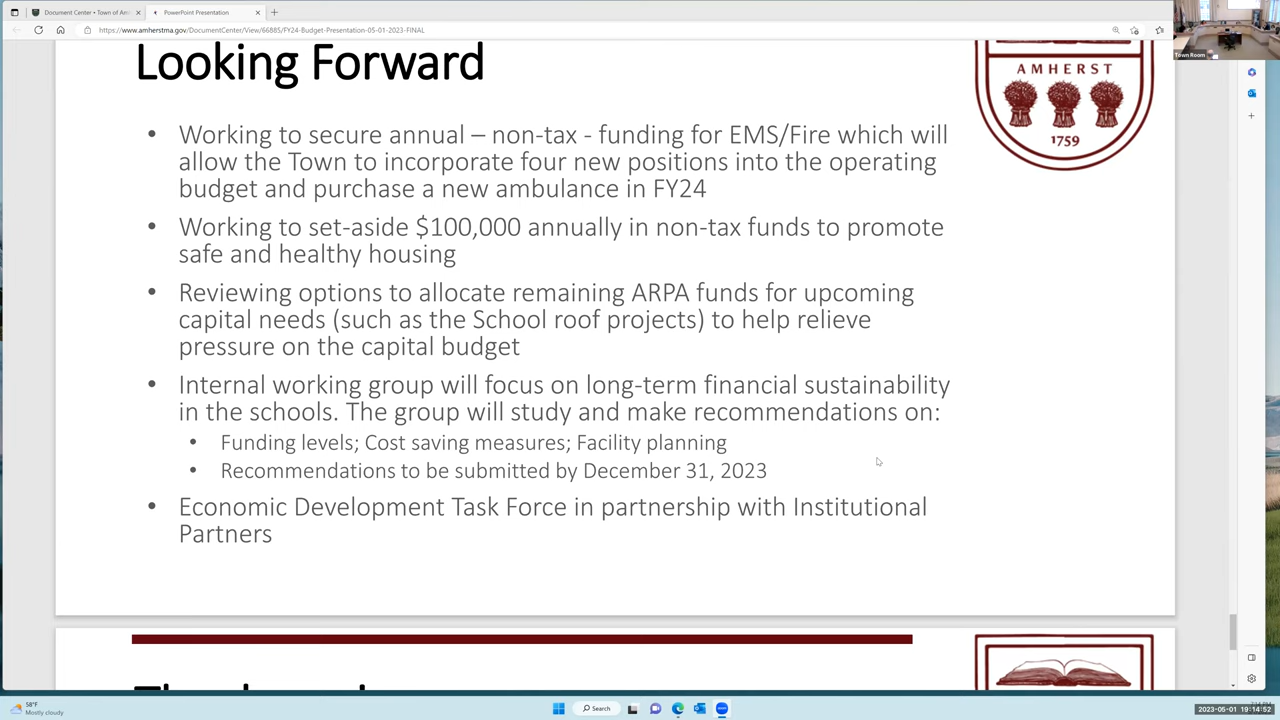 Document Center • Town of Am
PowerPoint Presentation
https://www.amherstma.gov/DocumentCenter/View/66885/FY24-Budget-Presentation-05-01-2023-FINAL
Town Room
Looking Forward
AMHERST
1759
• Working to secure annual – non-tax - funding for EMS/Fire which will
allow the Town to incorporate four new positions into the operating
budget and purchase a new ambulance in FY24
• Working to set-aside $100,000 annually in non-tax funds to promote
safe and healthy housing
• Reviewing options to allocate remaining ARPA funds for upcoming
capital needs (such as the School roof projects) to help relieve
pressure on the capital budget
• Internal working group will focus on long-term financial sustainability
in the schools. The group will study and make recommendations on:
• Funding levels; Cost saving measures; Facility planning
• Recommendations to be submitted by December 31, 2023
• Economic Development Task Force in partnership with Institutional
Partners
58°F
Mostly cloudy
Search
2023-05-01 19:14:52